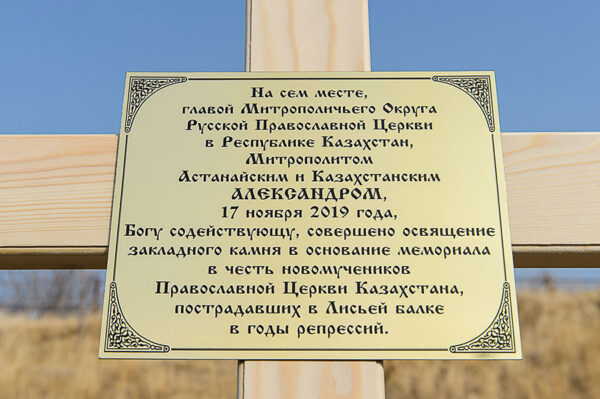 На сем месте,
главой Митрополичьего Округа
Русской Православной Церкви
в Республике Казахстан,
Митрополитом
Астанайским и Казахстанским
АЛЕКСАНДРОМ,
17 ноября 2019 года,
Богу содействующу, совершено освящение
закладного камня в основание мемориала
в честь новомучеников
Православной Церкви Казахстана,
пострадавших в Лисьей балке
в годы репрессий.